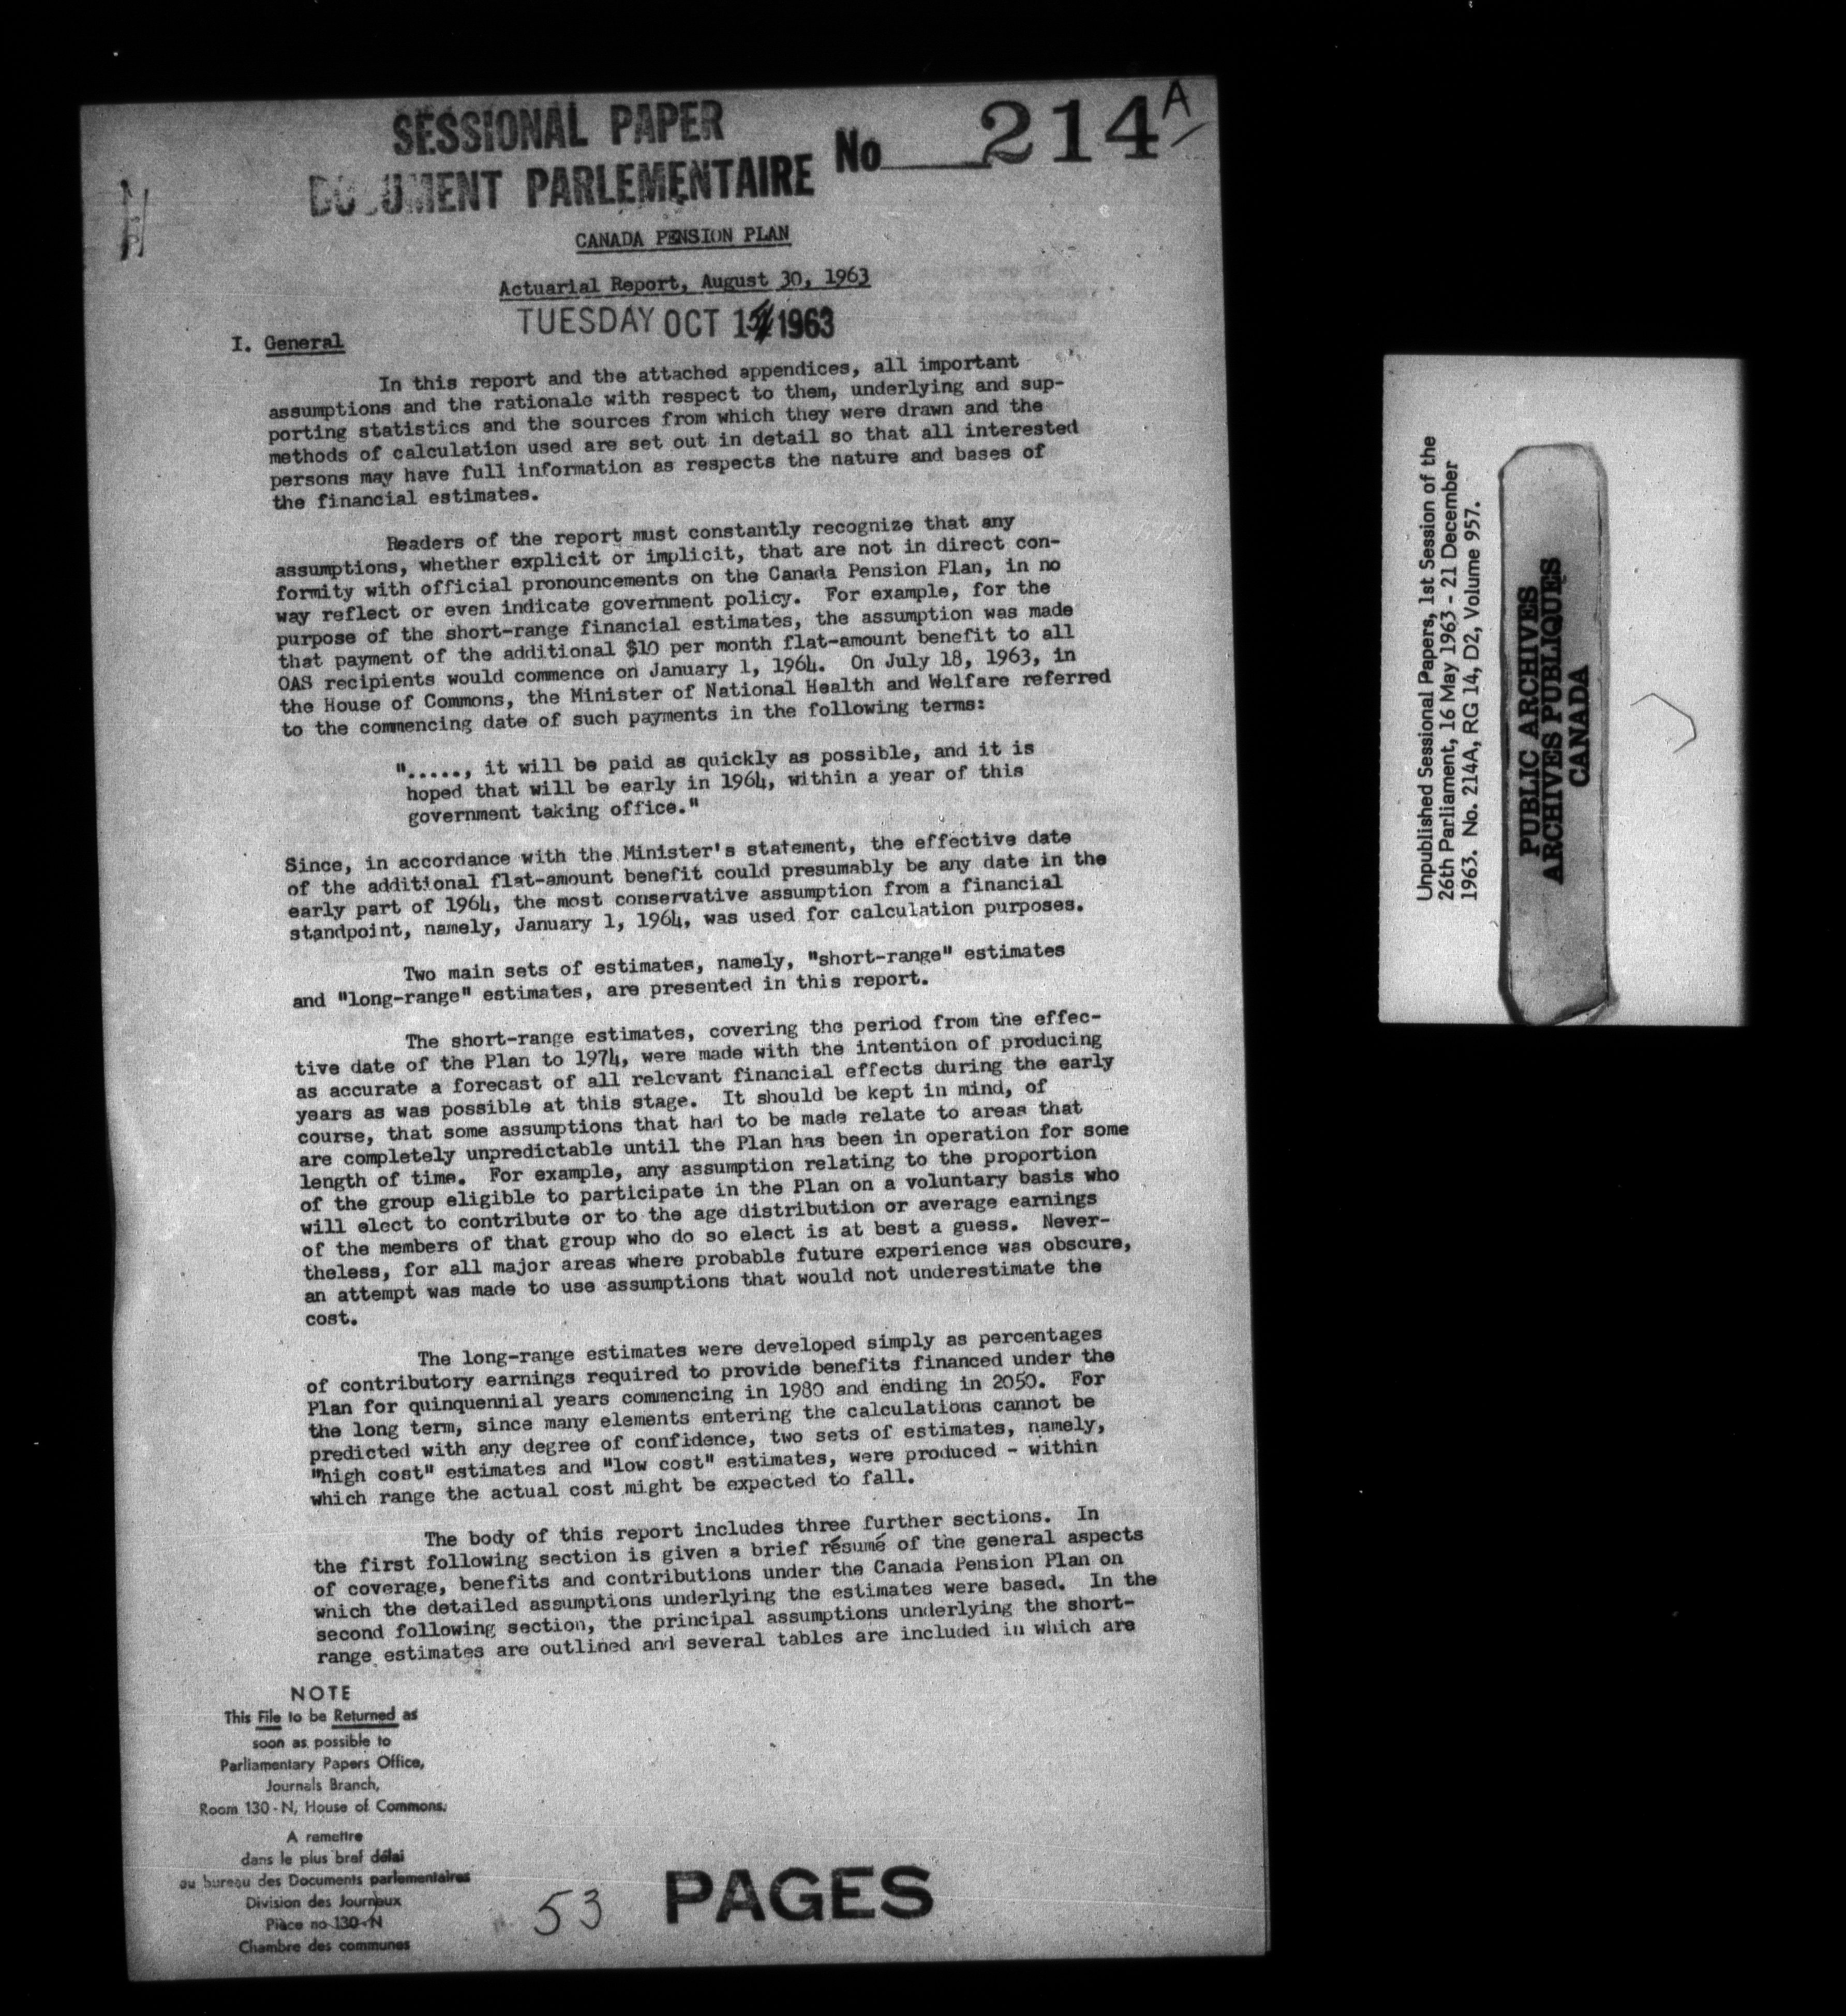 SESSIONAL PAPER
DOCUMENT PARLEMENTAIRE No 214 A
CANADA PENSION PLAN
Actuarial Report, August 30, 1963
TUESDAY OCT 15 1963
I. General
In this report and the attached appendices, all important
assumptions and the rationale with respect to them, underlying and sup-
porting statistics and the sources from which they were drawn and the
methods of calculation used are set out in detail so that all interested
persons may have full information as respects the nature and bases of
the financial estimates.
Readers of the report must constantly recognize that any
assumptions, whether explicit or implicit, that are not in direct con-
formity with official pronouncements on the Canada Pension Plan, in no
way reflect or even indicate government policy. For example, for the
purpose of the short-range financial estimates, the assumption was made
that payment of the additional $10 per month flat-amount benefit to all
OAS recipients would commence on January 1, 1964. On July 18, 1963, in
the House of Commons, the Minister of National Health and Welfare referred
to the commencing date of such payments in the following terms:
"....., it will be paid as quickly as possible, and it is
hoped that will be early in 1964, within a year of this
government taking office."
Since, in accordance with the Minister's statement, the effective date
of the additional flat-amount benefit could presumably be any date in the
early part of 1964, the most conservative assumption from a financial
standpoint, namely, January 1, 1964, was used for calculation purposes.
Two main sets of estimates, namely, "short-range" estimates
and "long-range" estimates, are presented in this report.
The short-range estimates, covering the period from the effec-
tive date of the Plan to 1974, were made with the intention of producing
as accurate a forecast of all relevant financial effects during the early
years as was possible at this stage. It should be kept in mind, of
course, that some assumptions that had to be made relate to areas that
are completely unpredictable until the Plan has been in operation for some
length of time. For example, any assumption relating to the proportion
of the group eligible to participate in the Plan on a voluntary basis who
will elect to contribute or to the age distribution or average earnings
of the members of that group who do so elect is at best a guess. Never-
theless, for all major areas where probable future experience was obscure,
an attempt was made to use assumptions that would not underestimate the
cost.
The long-range estimates were developed simply as percentages
of contributory earnings required to provide benefits financed under the
Plan for quinquennial years commencing in 1980 and ending in 2050. For
the long term, since many elements entering the calculations cannot be
predicted with any degree of confidence, two sets of estimates, namely,
"high cost" estimates and "low cost" estimates, were produced - within
which range the actual cost might be expected to fall.
The body of this report includes three further sections. In
the first following section is given a brief résumé of the general aspects
of coverage, benefits and contributions under the Canada Pension Plan on
which the detailed assumptions underlying the estimates were based. In the
second following section, the principal assumptions underlying the short-
range estimates are outlined and several tables are included in which are
NOTE
This File to be Returned as
soon as possible to
Parliamentary Papers Office,
Journals Branch,
Room 130-N, House of Commons.
A remettre
dans le plus bref délai
au bureau des Documents parlementaires
Division des Journaux
Pièce no 130-N
Chambre des communes
53 PAGES
Unpublished Sessional Papers, 1st Session of the
26th Parliament, 16 May 1963 - 21 December
1963. No. 214A, RG 14, D2, Volume 957.
PUBLIC ARCHIVES
ARCHIVES PUBLIQUES
CANADA